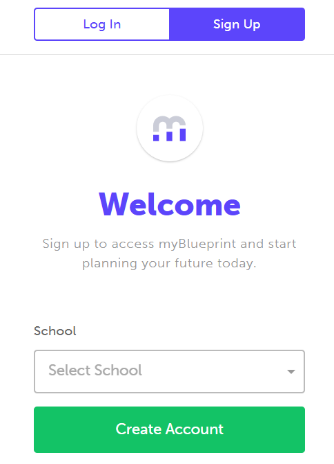 Log In
Sign Up
Welcome
Sign up to access myBlueprint and start
planning your future today.
School
Select School
Create Account